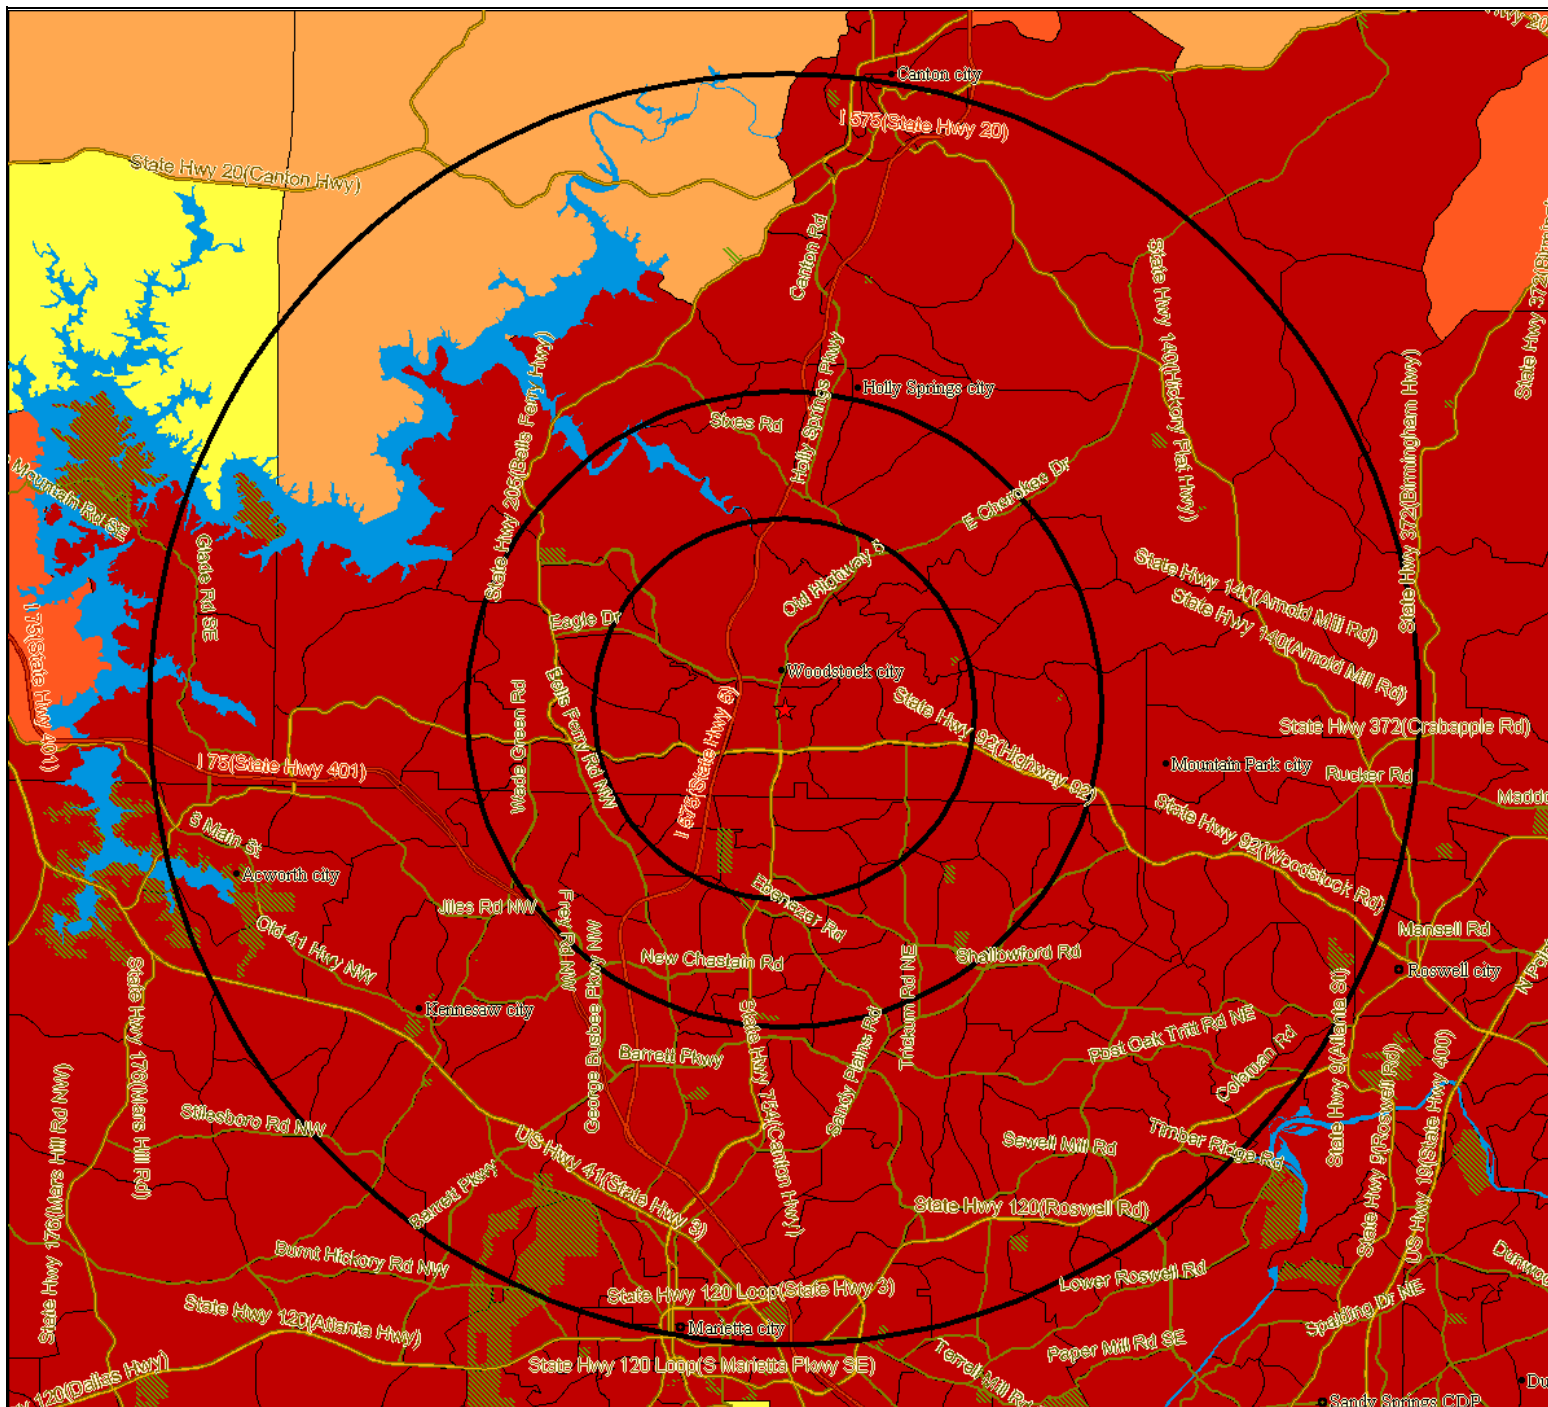 Hwy 20
Canton city
I 575(State Hwy 20)
State Hwy 20(Canton Hwy)
Canton Rd
State Hwy 140(Hickory Flat Hwy)
State Hwy 372(Birming
State Hwy 205(Bells Ferry Hwy)
Holly Springs Pkwy
Holly Springs city
State Hwy 372(Birmingham Hwy)
Sixes Rd
Mountain Rd SE
E Cherokee Dr
Glade Rd SE
Old Highway 5
State Hwy 140(Arnold Mill Rd)
State Hwy 140(Arnold Mill Rd)
I 75(State Hwy 401)
Eagle Dr
Woodstock city
Wade Green Rd
Bells Ferry Rd NW
I 575(State Hwy 5)
State Hwy 92(Highway 92)
State Hwy 372(Crabapple Rd)
I 75(State Hwy 401)
Mountain Park city
Rucker Rd
Maddo
S Main St
State Hwy 92(Woodstock Rd)
Acworth city
Jiles Rd NW
Frey Rd NW
Ebenezer Rd
Mansell Rd
Old 41 Hwy NW
George Busbee Pkwy NW
New Chastain Rd
Trickum Rd NE
Shallowford Rd
Roswell city
State Hwy 176(Mars Hill Rd)
Kennesaw city
State Hwy 754(Canton Hwy)
Sandy Plains Rd
Post Oak Tritt Rd NE
Coleman Rd
State Hwy 9(Atlanta St)
Barrett Pkwy
State Hwy 176(Mars Hill Rd NW)
Stilesboro Rd NW
US Hwy 41(State Hwy 3)
Sewell Mill Rd
Timber Ridge Rd
State Hwy 9(Roswell Rd)
US Hwy 19(State Hwy 400)
Barrett Pkwy
State Hwy 120(Roswell Rd)
Burnt Hickory Rd NW
Lower Roswell Rd
Dunwoo
State Hwy 120 Loop(State Hwy 3)
State Hwy 120(Atlanta Hwy)
Marietta city
Spalding Dr NE
Paper Mill Rd SE
State Hwy 120 Loop(S Marietta Pkwy SE)
Terrell Mill Rd
120(Dallas Hwy)
Du
Sandy Springs CDP